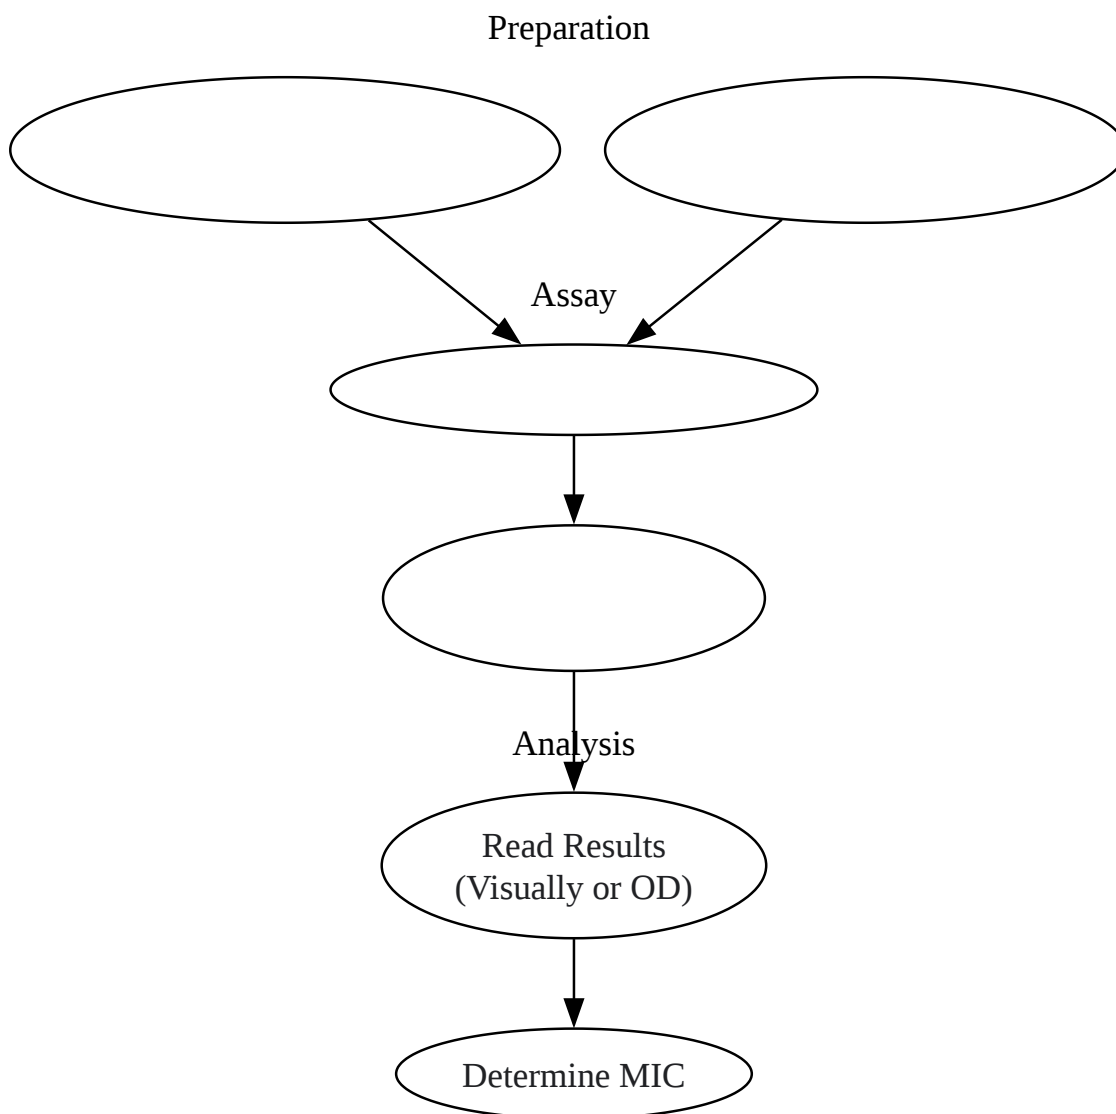 Preparation
Assay
Analysis
Read Results
(Visually or OD)
Determine MIC